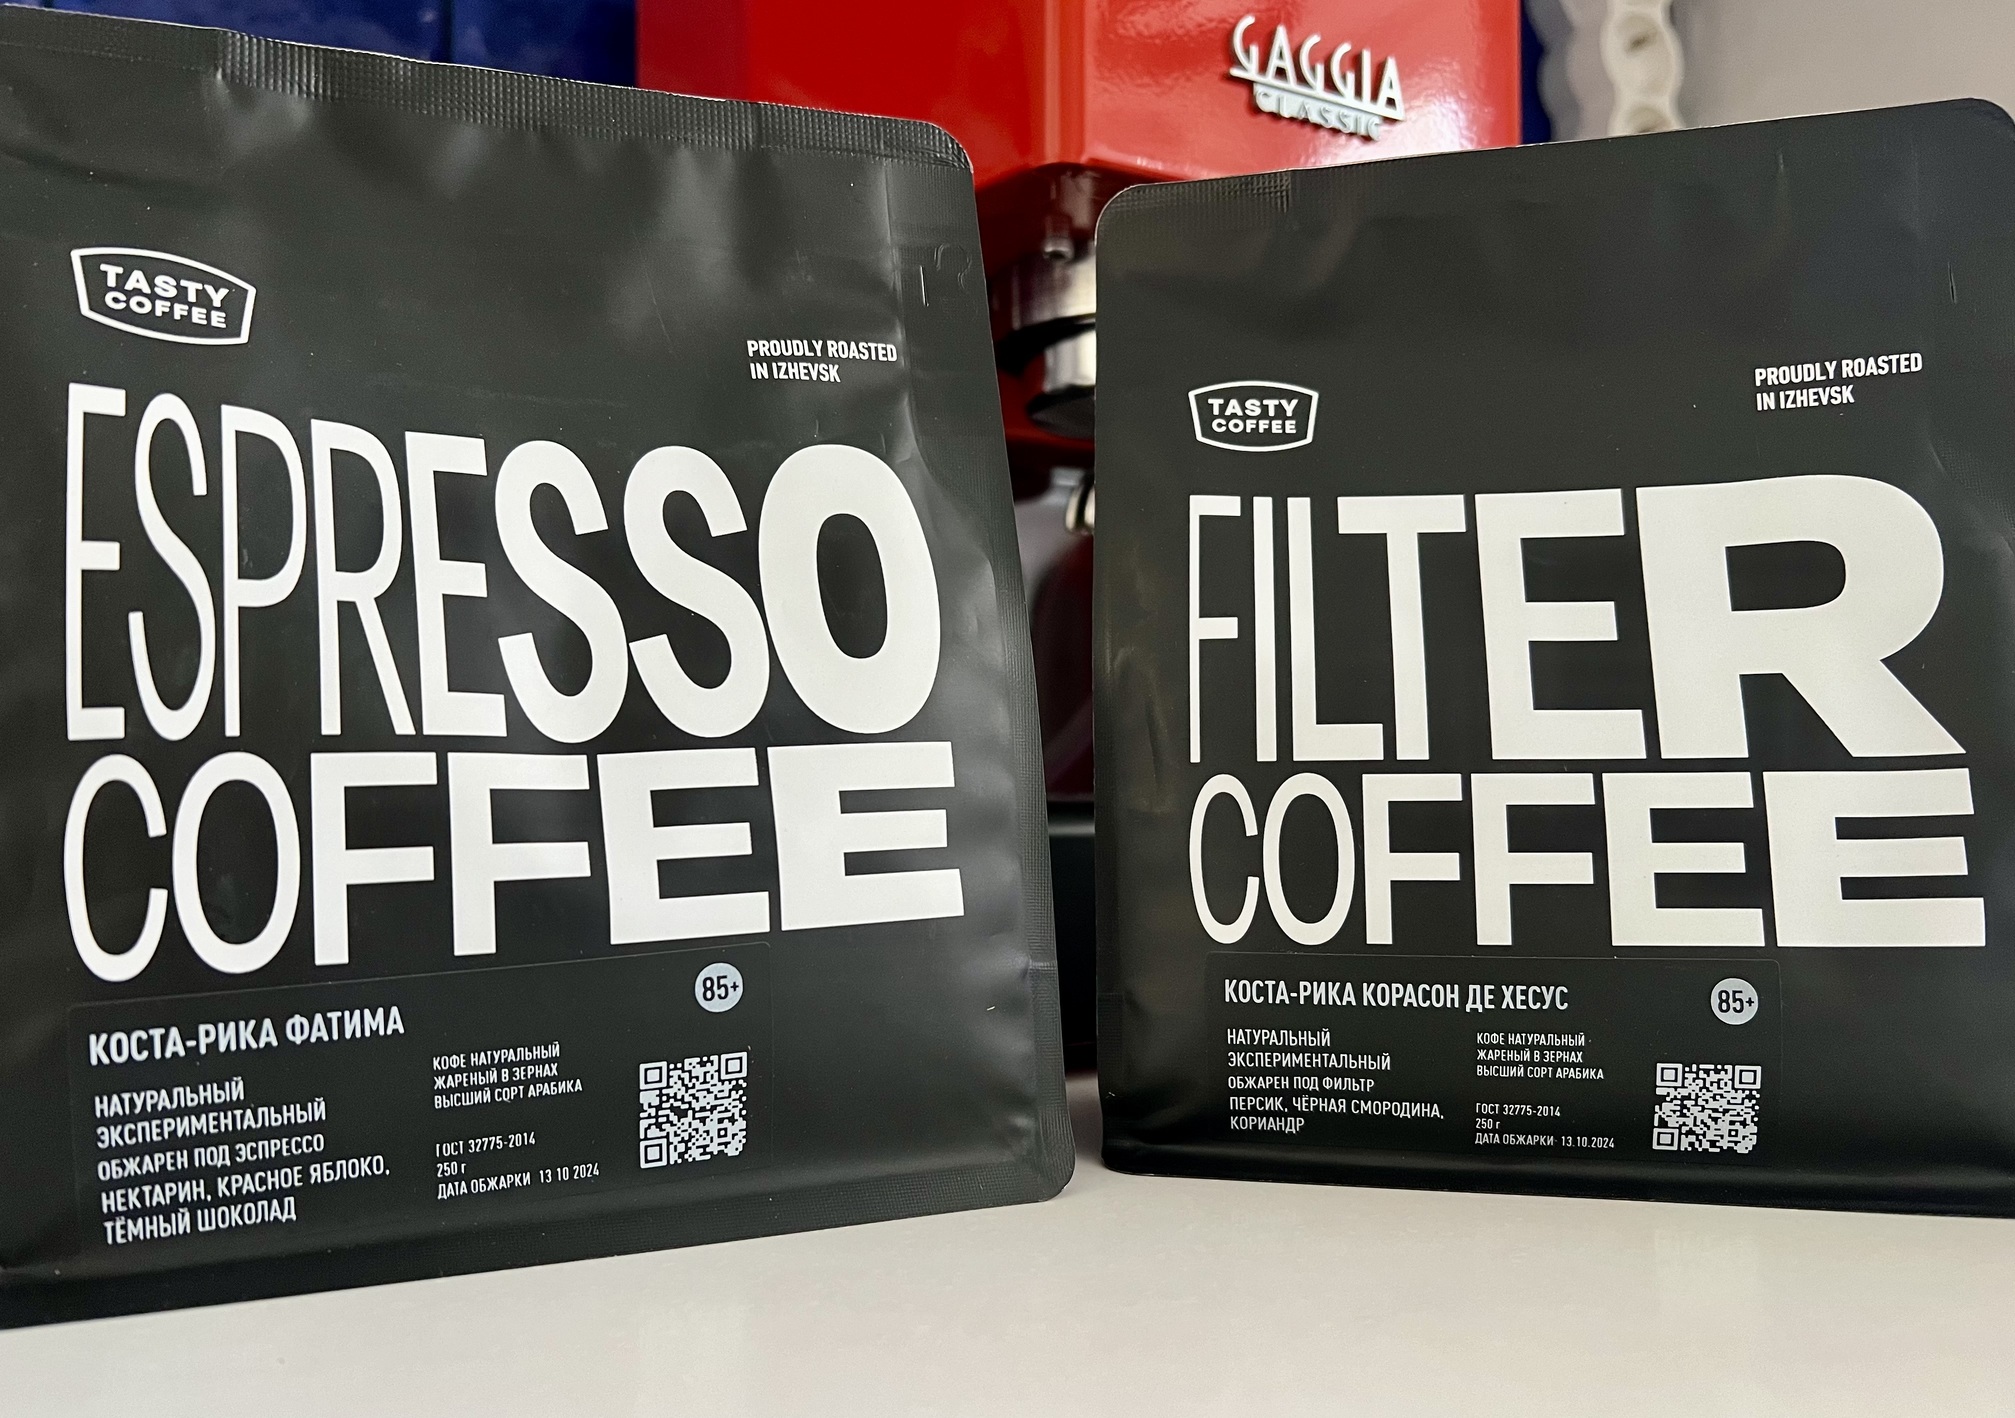 GAGGIA
CLASSIC
TASTY
COFFEE
PROUDLY ROASTED
IN IZHEVSK
ESPRESSO
COFFEE
85+
КОСТА-РИКА ФАТИМА
НАТУРАЛЬНЫЙ
ЭКСПЕРИМЕНТАЛЬНЫЙ
ОБЖАРЕН ПОД ЭСПРЕССО
НЕКТАРИН, КРАСНОЕ ЯБЛОКО,
ТЁМНЫЙ ШОКОЛАД
КОФЕ НАТУРАЛЬНЫЙ
ЖАРЕНЫЙ В ЗЕРНАХ
ВЫСШИЙ СОРТ АРАБИКА
ГОСТ 32775-2014
250 г
ДАТА ОБЖАРКИ 13 10 2024
TASTY
COFFEE
PROUDLY ROASTED
IN IZHEVSK
FILTER
COFFEE
КОСТА-РИКА КОРАСОН ДЕ ХЕСУС
85+
НАТУРАЛЬНЫЙ
ЭКСПЕРИМЕНТАЛЬНЫЙ
ОБЖАРЕН ПОД ФИЛЬТР
ПЕРСИК, ЧЁРНАЯ СМОРОДИНА,
КОРИАНДР
КОФЕ НАТУРАЛЬНЫЙ
ЖАРЕНЫЙ В ЗЕРНАХ
ВЫСШИЙ СОРТ АРАБИКА
ГОСТ 32775-2014
250 г
ДАТА ОБЖАРКИ 13.10.2024